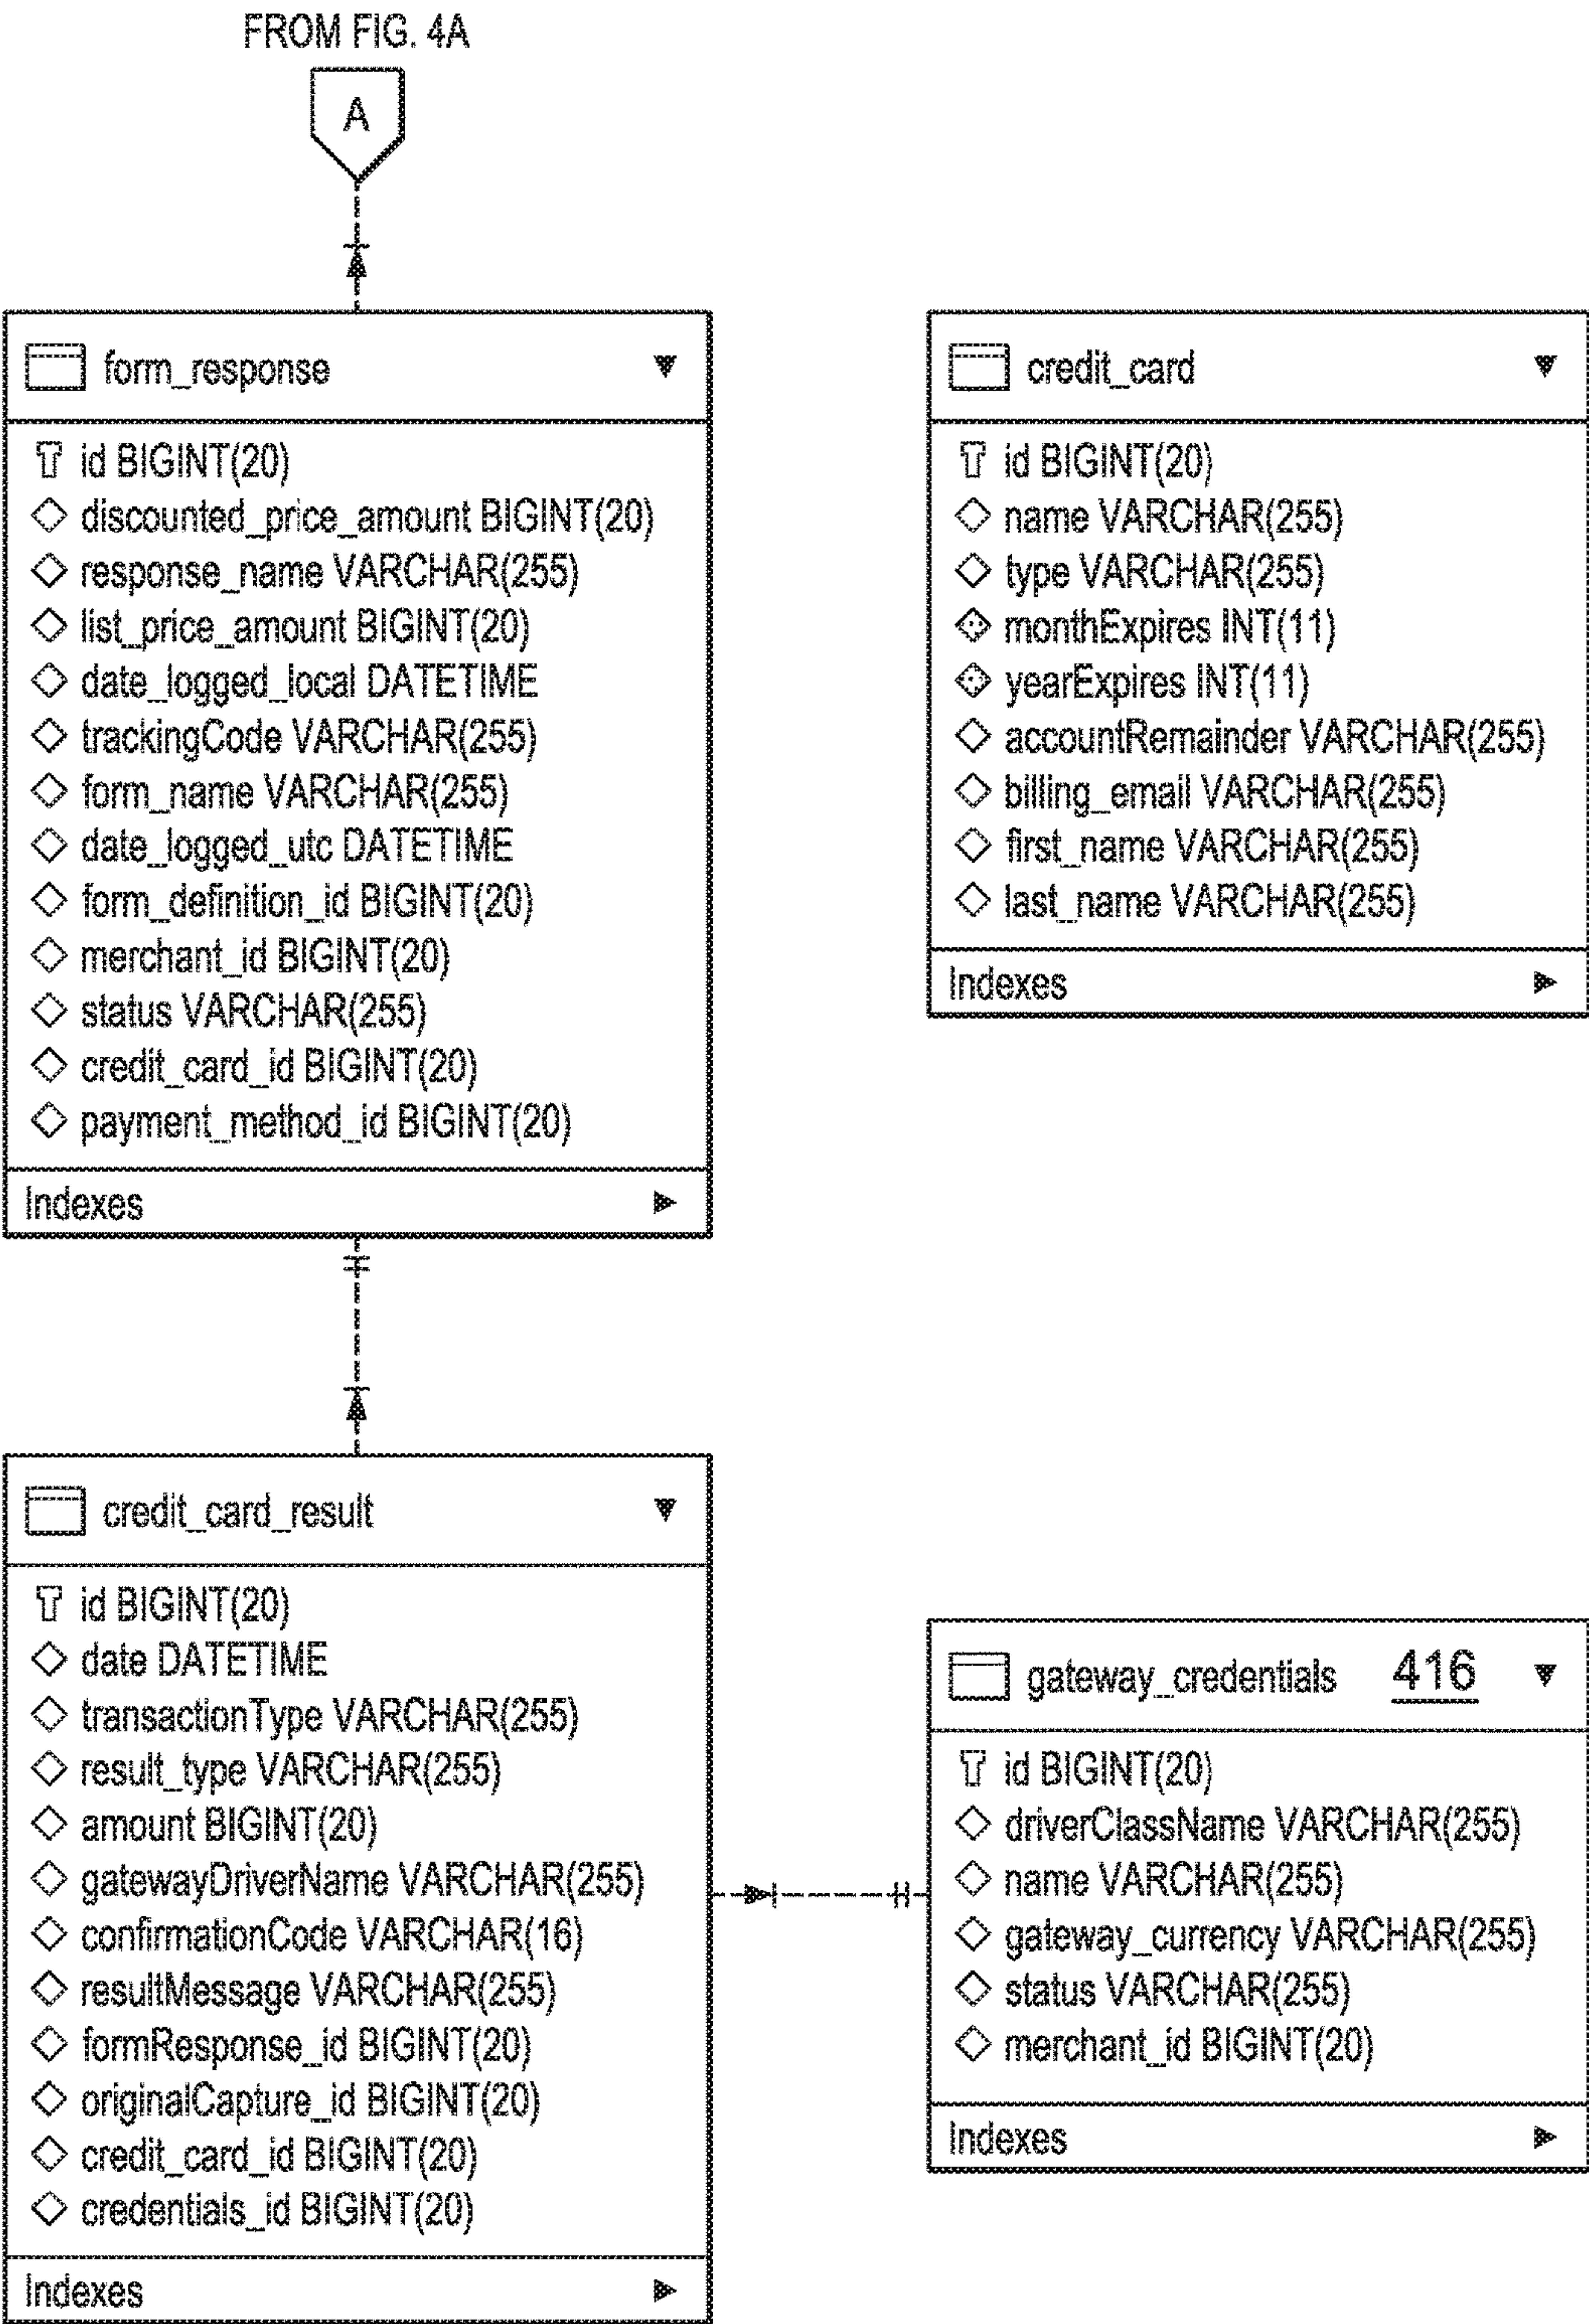 FROM FIG. 4A
A
form_response
id BIGINT(20)
discounted_price_amount BIGINT(20)
response_name VARCHAR(255)
list_price_amount BIGINT(20)
date_logged_local DATETIME
trackingCode VARCHAR(255)
form_name VARCHAR(255)
date_logged_utc DATETIME
form_definition_id BIGINT(20)
merchant_id BIGINT(20)
status VARCHAR(255)
credit_card_id BIGINT(20)
payment_method_id BIGINT(20)
Indexes
credit_card
id BIGINT(20)
name VARCHAR(255)
type VARCHAR(255)
monthExpires INT(11)
yearExpires INT(11)
accountRemainder VARCHAR(255)
billing_email VARCHAR(255)
first_name VARCHAR(255)
last_name VARCHAR(255)
Indexes
credit_card_result
id BIGINT(20)
date DATETIME
transactionType VARCHAR(255)
result_type VARCHAR(255)
amount BIGINT(20)
gatewayDriverName VARCHAR(255)
confirmationCode VARCHAR(16)
resultMessage VARCHAR(255)
formResponse_id BIGINT(20)
originalCapture_id BIGINT(20)
credit_card_id BIGINT(20)
credentials_id BIGINT(20)
Indexes
gateway_credentials 416
id BIGINT(20)
driverClassName VARCHAR(255)
name VARCHAR(255)
gateway_currency VARCHAR(255)
status VARCHAR(255)
merchant_id BIGINT(20)
Indexes